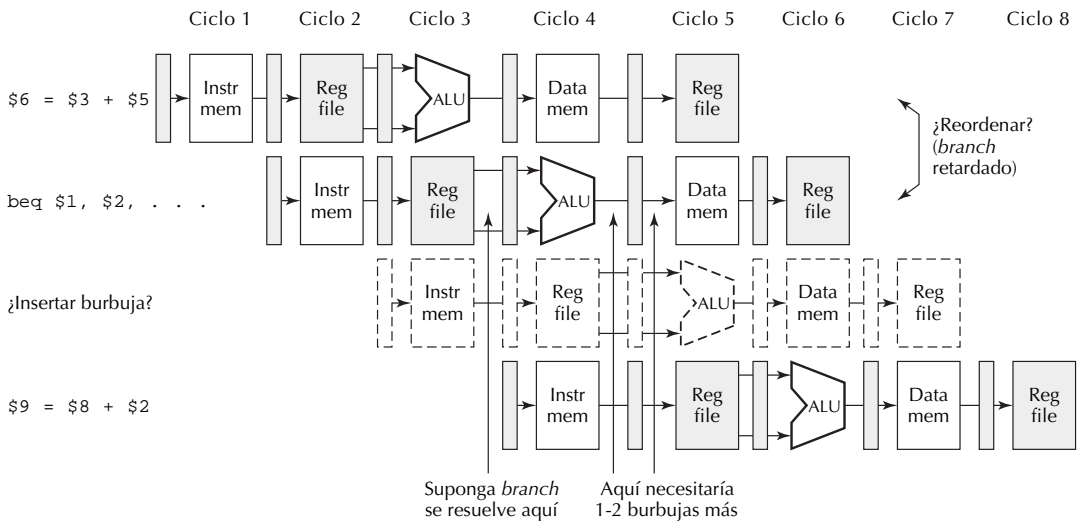 Ciclo 1 Ciclo 2 Ciclo 3 Ciclo 4 Ciclo 5 Ciclo 6 Ciclo 7 Ciclo 8
$6 = $3 + $5
Instr
mem
Reg
file
ALU
Data
mem
Reg
file
¿Reordenar?
(branch
retardado)
beq $1, $2, . . .
Instr
mem
Reg
file
ALU
Data
mem
Reg
file
¿Insertar burbuja?
Instr
mem
Reg
file
ALU
Data
mem
Reg
file
$9 = $8 + $2
Instr
mem
Reg
file
ALU
Data
mem
Reg
file
Suponga branch
se resuelve aquí
Aquí necesitaría
1-2 burbujas más